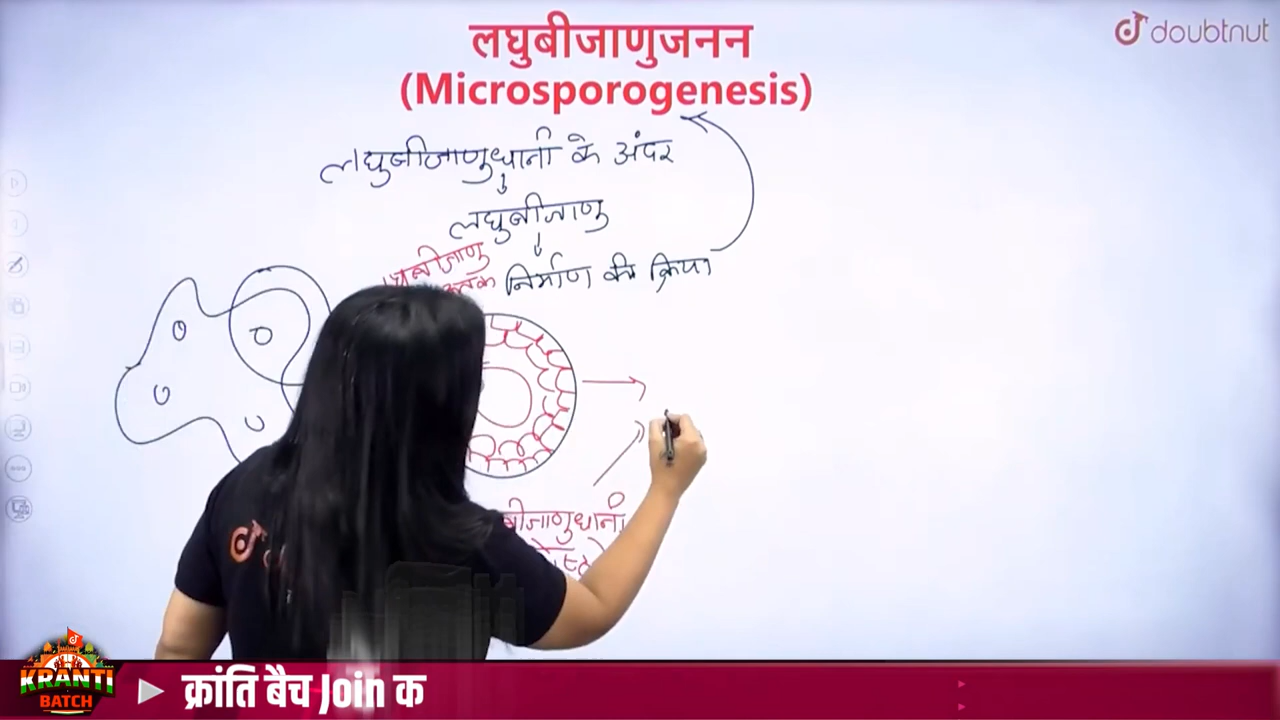 लघुबीजाणुजनन
doubtnut
(Microsporogenesis)
लघुबीजाणुधानी के अंदर
लघुबीजाणु
निर्माण की क्रिया
बीजाणु
बीजाणुधानी
KRANTI
BATCH
क्रांति बैच Join क